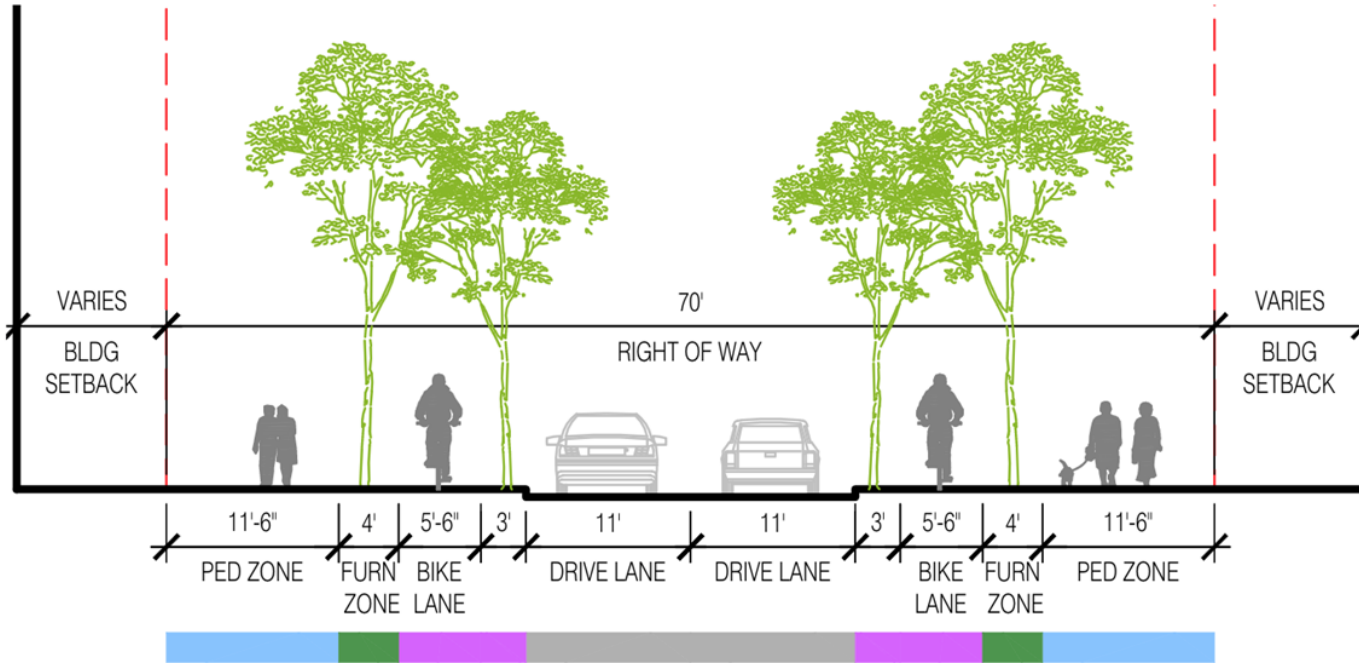 VARIES
70'
VARIES
BLDG
SETBACK
RIGHT OF WAY
BLDG
SETBACK
11'-6" 4' 5'-6" 3' 11' 11' 3' 5'-6" 4' 11'-6"
PED ZONE FURN BIKE DRIVE LANE DRIVE LANE BIKE FURN PED ZONE
ZONE LANE LANE ZONE